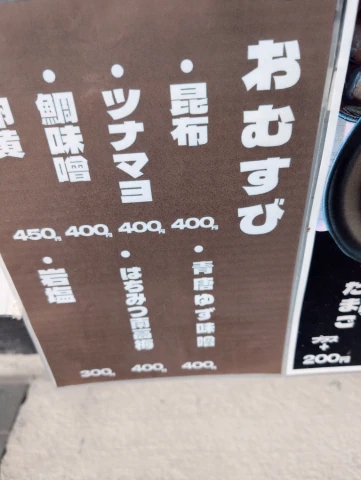 おむすび
・昆布 400円
・ツナマヨ 400円
・鯛味噌 400円
黄 450円
・青唐ゆず味噌 400円
・はちみつ南高梅 400円
・岩塩 300円
たまご
+
200円